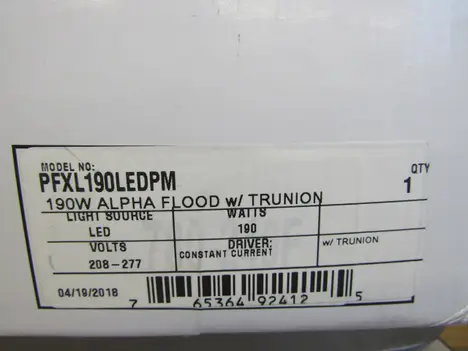 MODEL NO: QTY
PFXL190LEDPM 1
190W ALPHA FLOOD w/ TRUNION
LIGHT SOURCE WATTS
LED 190
VOLTS DRIVER: w/ TRUNION
208-277 CONSTANT CURRENT
04/19/2018
7 65364 92412 5